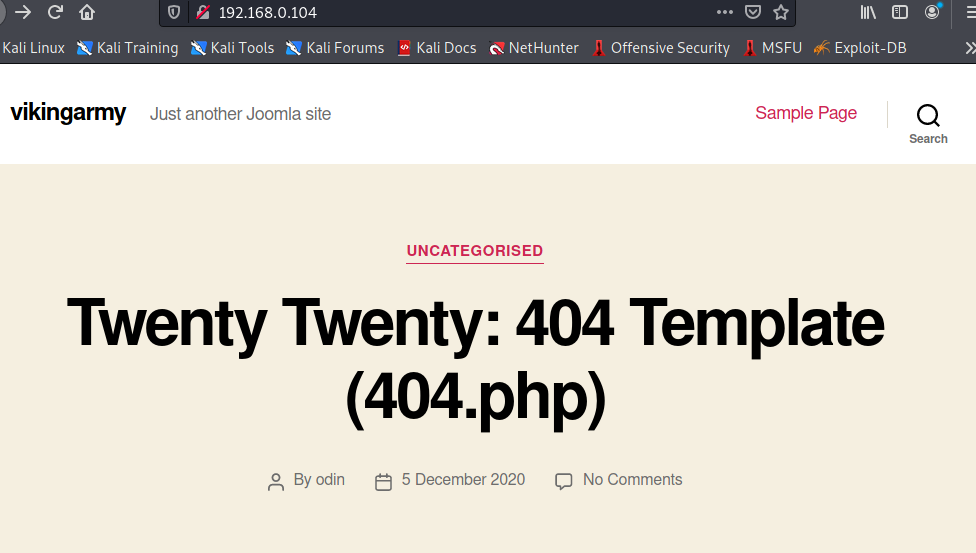 192.168.0.104
Kali Linux Kali Training Kali Tools Kali Forums Kali Docs NetHunter Offensive Security MSFU Exploit-DB
vikingarmy Just another Joomla site Sample Page
Search
UNCATEGORISED
Twenty Twenty: 404 Template
(404.php)
By odin 5 December 2020 No Comments